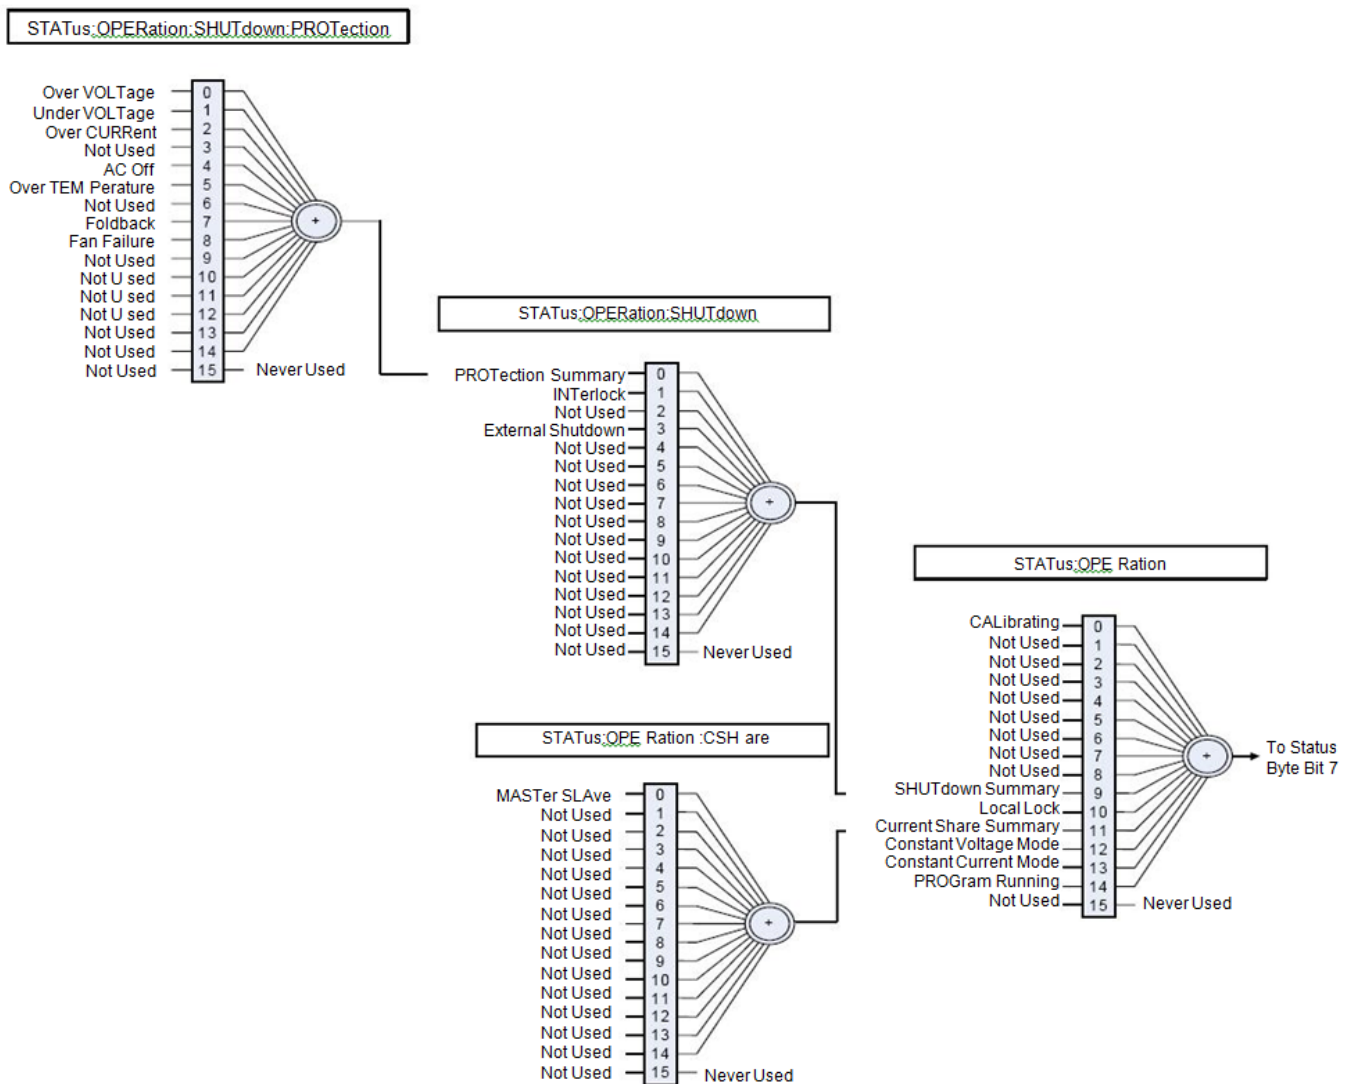 STATus:OPERation:SHUTdown:PROTection
Over VOLTage 0
Under VOLTage 1
Over CURRent 2
Not Used 3
AC Off 4
Over TEM Perature 5
Not Used 6
Foldback 7
Fan Failure 8
Not Used 9
Not U sed 10
Not U sed 11
Not U sed 12
Not Used 13
Not Used 14
Not Used 15 Never Used
+
STATus:OPERation:SHUTdown
PROTection Summary 0
INTerlock 1
Not Used 2
External Shutdown 3
Not Used 4
Not Used 5
Not Used 6
Not Used 7
Not Used 8
Not Used 9
Not Used 10
Not Used 11
Not Used 12
Not Used 13
Not Used 14
Not Used 15 Never Used
+
STATus:OPE Ration :CSH are
MASTer SLAve 0
Not Used 1
Not Used 2
Not Used 3
Not Used 4
Not Used 5
Not Used 6
Not Used 7
Not Used 8
Not Used 9
Not Used 10
Not Used 11
Not Used 12
Not Used 13
Not Used 14
Not Used 15 Never Used
+
STATus:OPE Ration
CALibrating 0
Not Used 1
Not Used 2
Not Used 3
Not Used 4
Not Used 5
Not Used 6
Not Used 7
Not Used 8
SHUTdown Summary 9
Local Lock 10
Current Share Summary 11
Constant Voltage Mode 12
Constant Current Mode 13
PROGram Running 14
Not Used 15 Never Used
+
To Status
Byte Bit 7